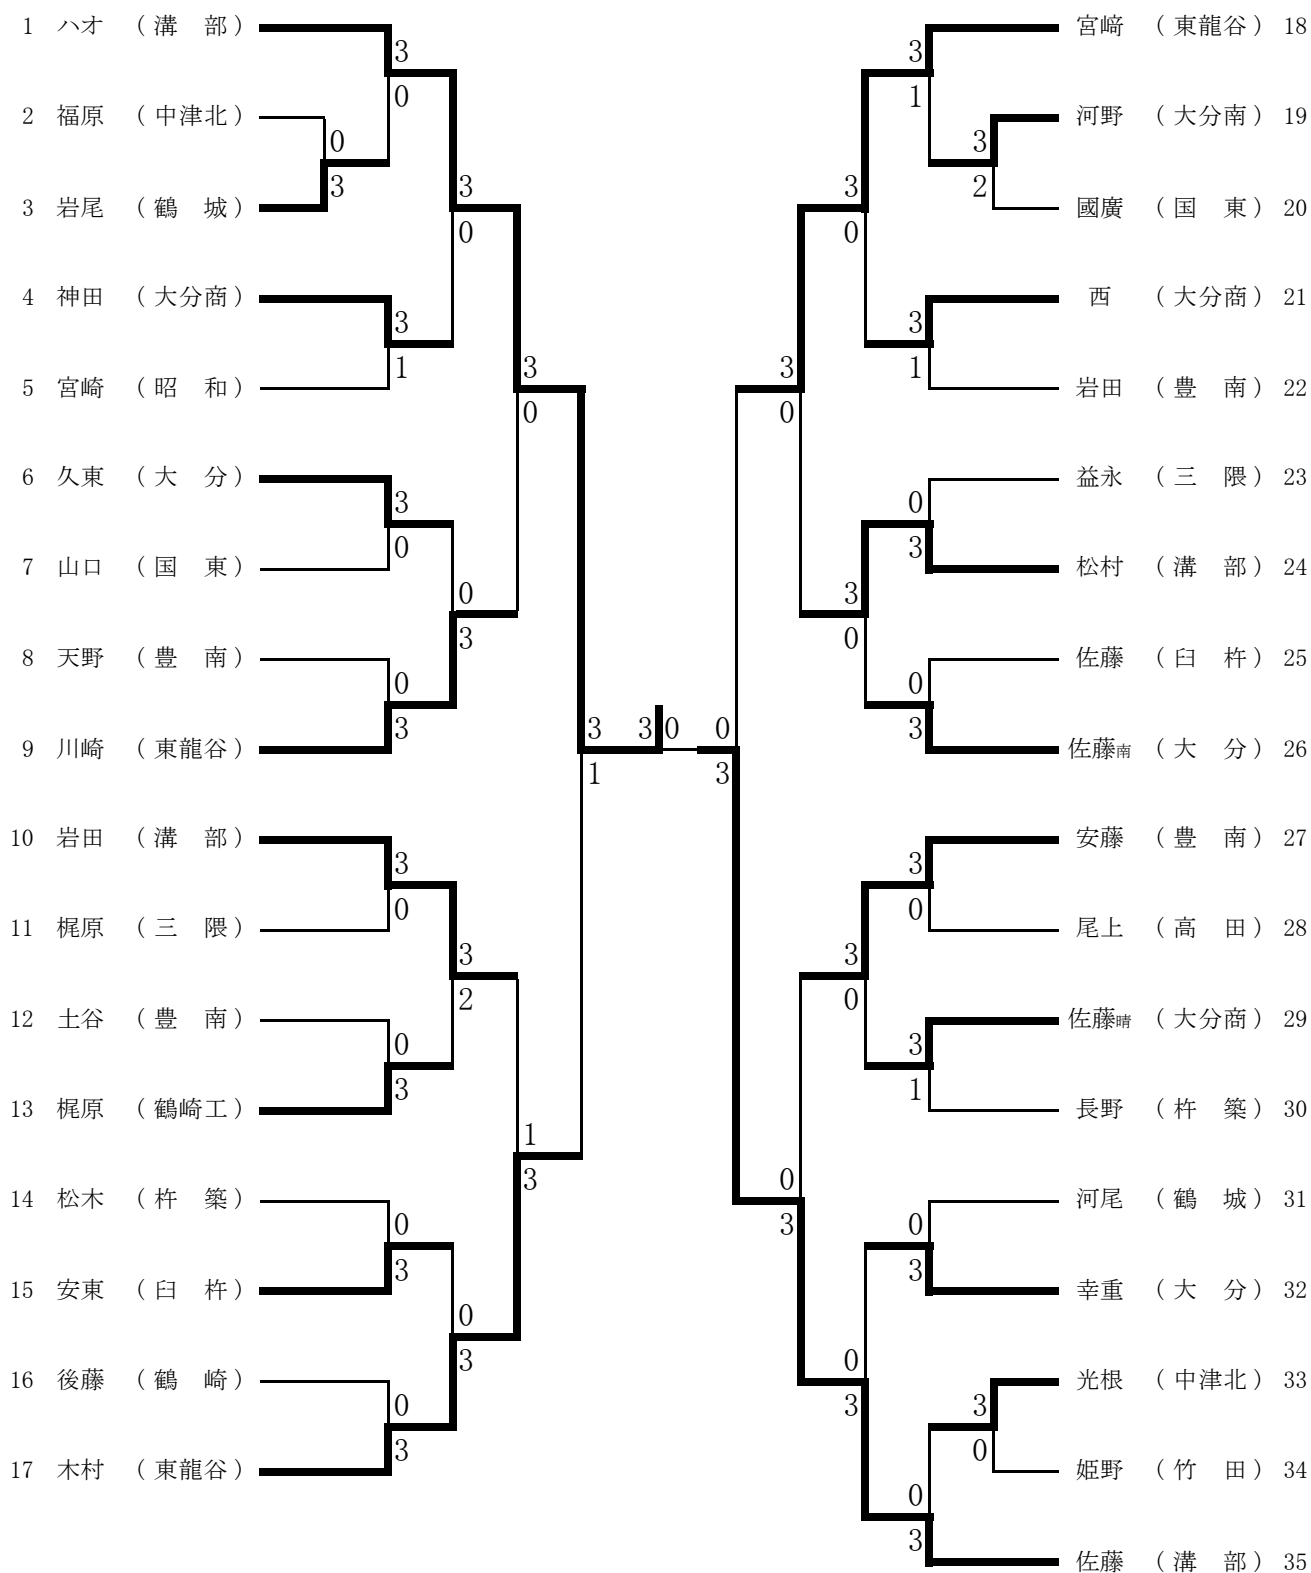 1 ハオ （溝　部）
3
0
2 福原 （中津北）
0
3
3 岩尾 （鶴　城）
3
0
4 神田 （大分商）
3
1
5 宮崎 （昭　和）
3
0
6 久東 （大　分）
3
0
7 山口 （国　東）
0
3
8 天野 （豊　南）
0
3
9 川崎 （東龍谷）
3
1
10 岩田 （溝　部）
3
0
11 梶原 （三　隈）
3
2
12 土谷 （豊　南）
0
3
13 梶原 （鶴崎工）
1
3
14 松木 （杵　築）
0
3
15 安東 （臼　杵）
0
3
16 後藤 （鶴　崎）
0
3
17 木村 （東龍谷）
3 0
宮﨑 （東龍谷） 18
3
1
河野 （大分南） 19
3
2
國廣 （国　東） 20
3
0
西 （大分商） 21
3
1
岩田 （豊　南） 22
3
0
益永 （三　隈） 23
0
3
松村 （溝　部） 24
3
0
佐藤 （臼　杵） 25
0
3
佐藤南 （大　分） 26
0
3
安藤 （豊　南） 27
3
0
尾上 （高　田） 28
3
0
佐藤晴 （大分商） 29
3
1
長野 （杵　築） 30
0
3
河尾 （鶴　城） 31
0
3
幸重 （大　分） 32
0
3
光根 （中津北） 33
3
0
姫野 （竹　田） 34
0
3
佐藤 （溝　部） 35